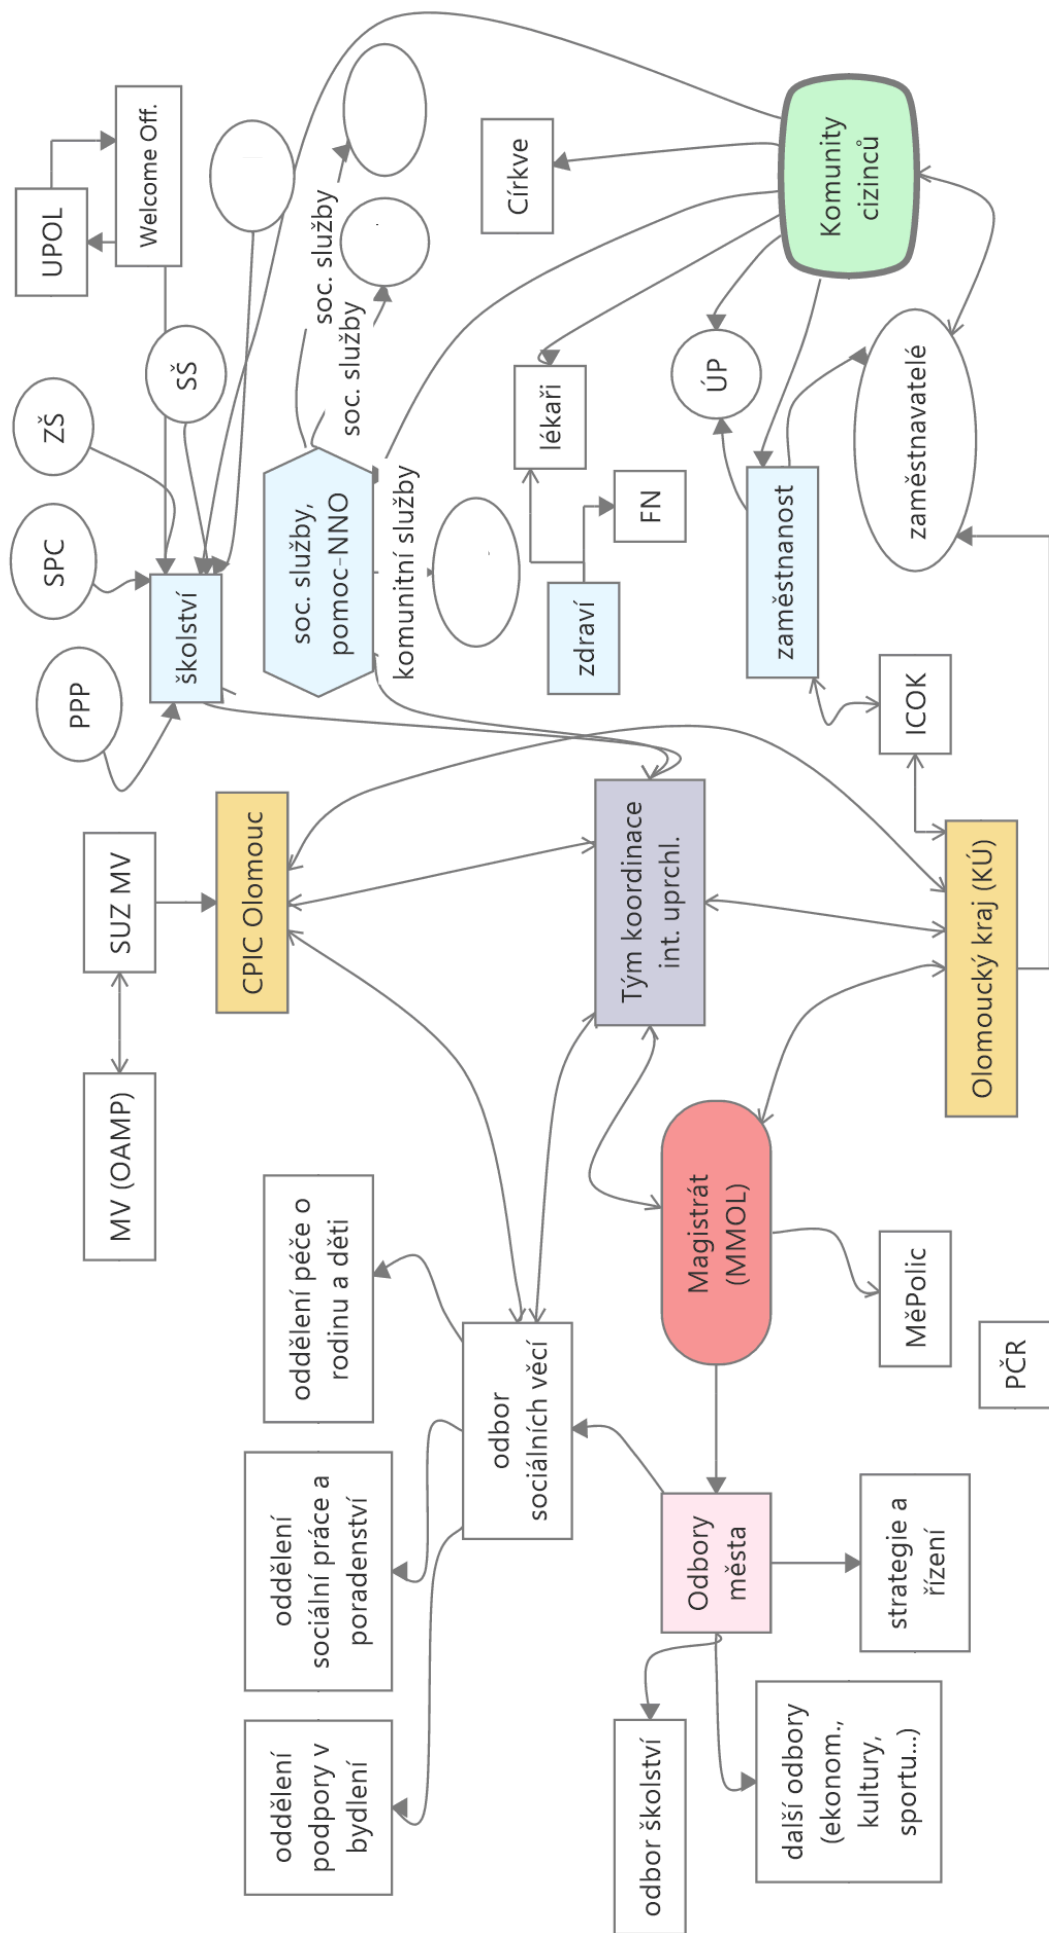 MV (OAMP)
SUZ MV
PPP
SPC
ZŠ
SŠ
UPOL
Welcome Off.
školství
CPIC Olomouc
oddělení
podpory v
bydlení
oddělení
sociální práce a
poradenství
oddělení péče o
rodinu a děti
soc. služby,
pomoc-NNO
soc. služby
soc. služby
komunitní služby
odbor
sociálních věcí
Církve
lékaři
FN
zdraví
Tým koordinace
int. uprchl.
odbor školství
Odbory
města
Magistrát
(MMOL)
ÚP
zaměstnanost
Komunity
cizinců
další odbory
(ekonom.,
kultury,
sportu...)
strategie a
řízení
MěPolic
ICOK
zaměstnavatelé
PČR
Olomoucký kraj (KÚ)